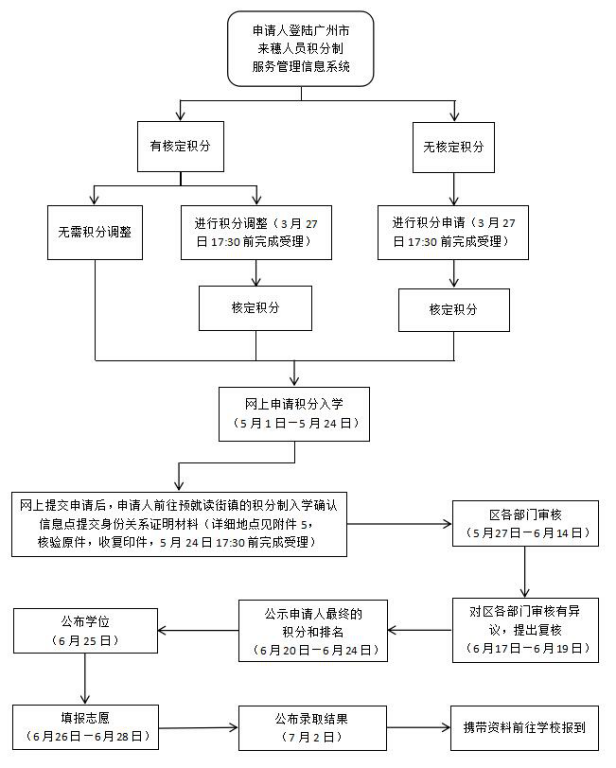 申请人登陆广州市
来穗人员积分制
服务管理信息系统
有核定积分
无核定积分
无需积分调整
进行积分调整（3月27
日17:30前完成受理）
进行积分申请（3月27
日17:30前完成受理）
核定积分
核定积分
网上申请积分入学
（5月1日—5月24日）
网上提交申请后，申请人前往预就读街镇的积分制入学确认
信息点提交身份关系证明材料（详细地点见附件5，
核验原件，收复印件，5月24日17:30前完成受理）
区各部门审核
（5月27日—6月14日）
对区各部门审核有异
议，提出复核
（6月17日—6月19日）
公示申请人最终的
积分和排名
（6月20日—6月24日）
公布学位
（6月25日）
填报志愿
（6月26日—6月28日）
公布录取结果
（7月2日）
携带资料前往学校报到